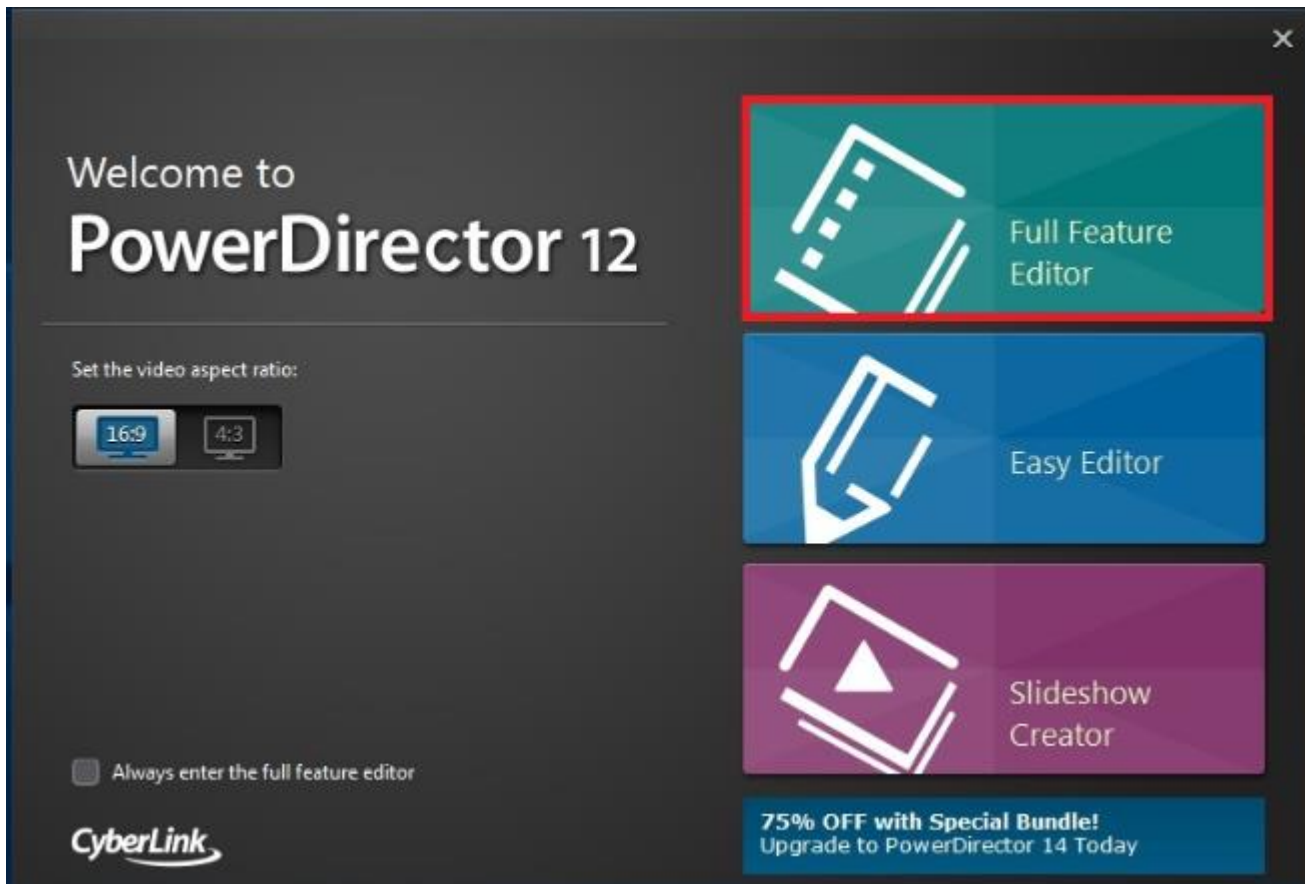 Welcome to
PowerDirector 12
Set the video aspect ratio:
16:9 4:3
Always enter the full feature editor
CyberLink
Full Feature
Editor
Easy Editor
Slideshow
Creator
75% OFF with Special Bundle!
Upgrade to PowerDirector 14 Today